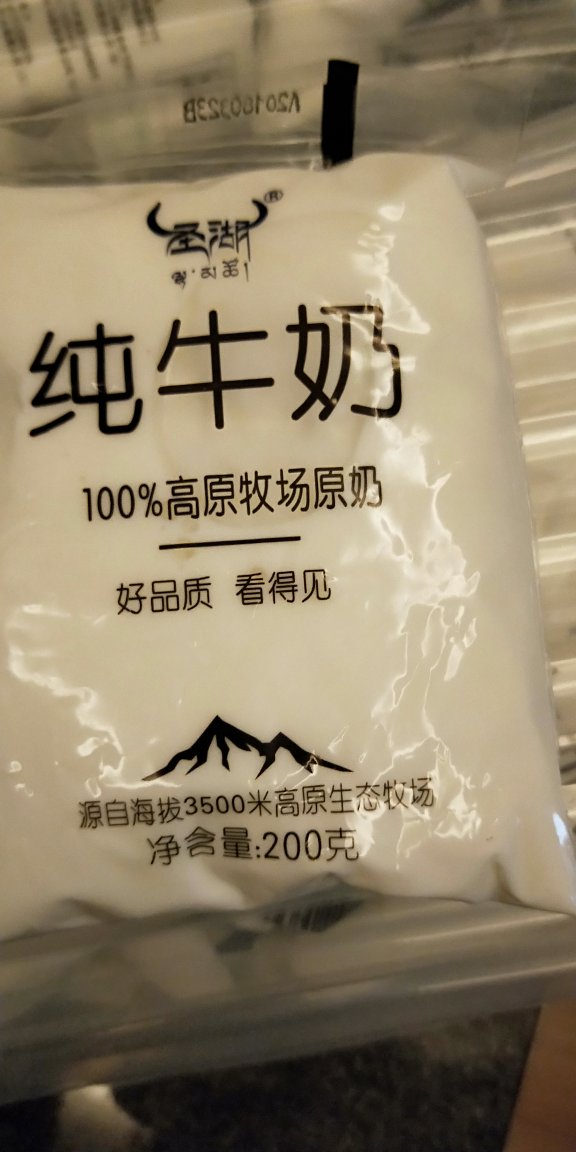 圣湖®
纯牛奶
100%高原牧场原奶
好品质 看得见
源自海拔3500米高原生态牧场
净含量:200克